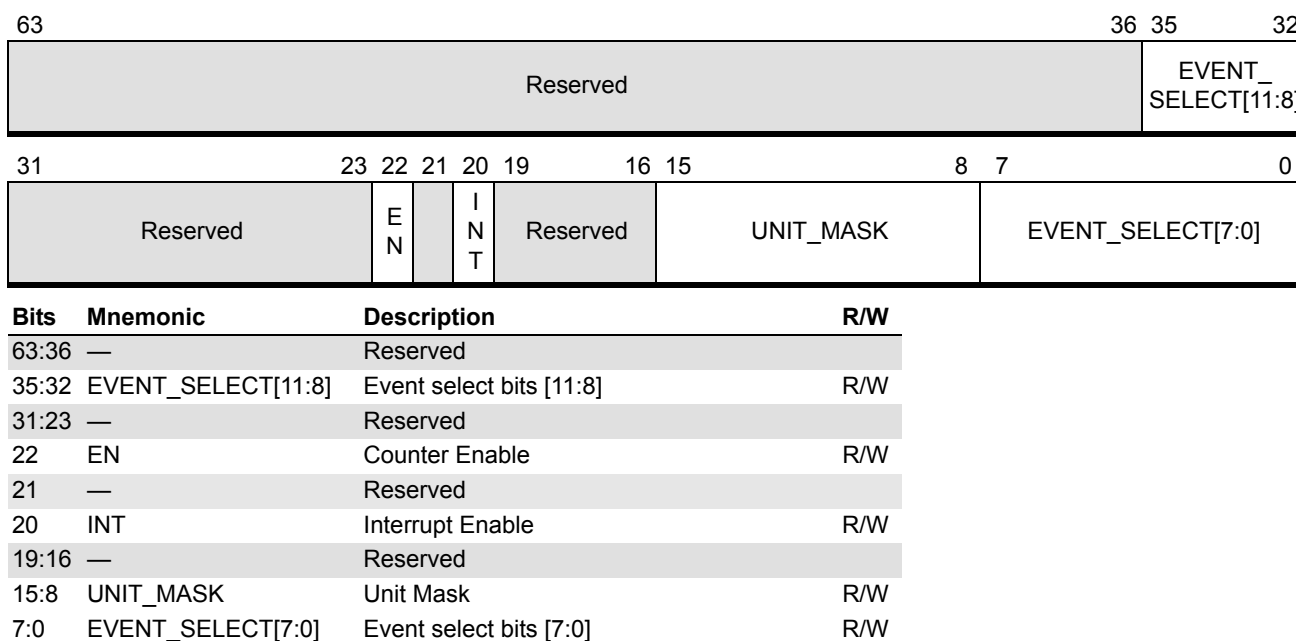 63 36 35 32
Reserved EVENT_
SELECT[11:8]
31 23 22 21 20 19 16 15 8 7 0
Reserved EN INT Reserved UNIT_MASK EVENT_SELECT[7:0]
Bits Mnemonic Description R/W
63:36 — Reserved
35:32 EVENT_SELECT[11:8] Event select bits [11:8] R/W
31:23 — Reserved
22 EN Counter Enable R/W
21 — Reserved
20 INT Interrupt Enable R/W
19:16 — Reserved
15:8 UNIT_MASK Unit Mask R/W
7:0 EVENT_SELECT[7:0] Event select bits [7:0] R/W